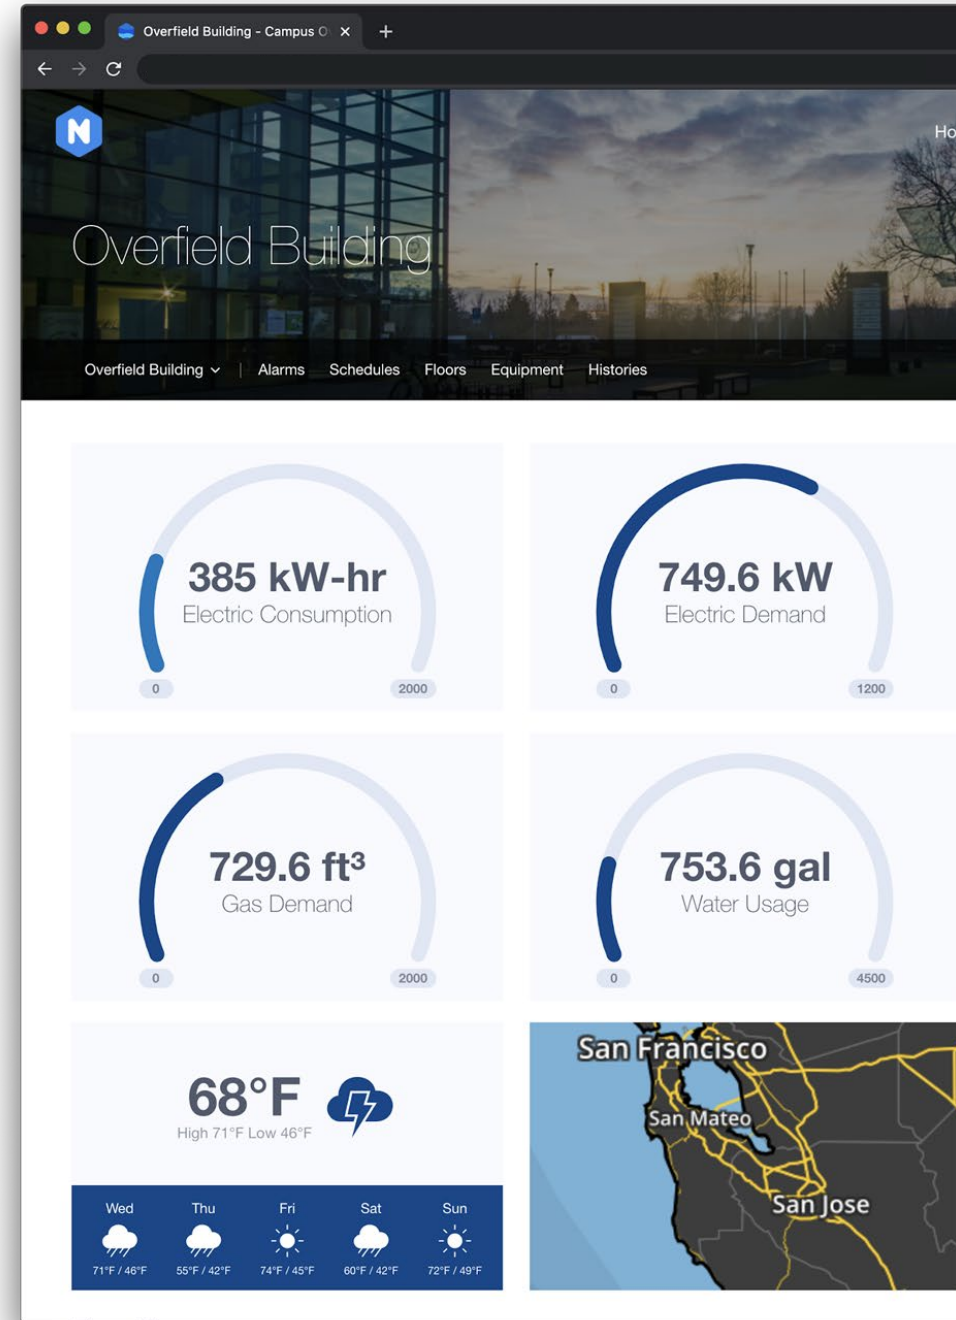 Overfield Building - Campus O
N
Ho
Overfield Building
Overfield Building | Alarms Schedules Floors Equipment Histories
385 kW-hr
Electric Consumption
0 2000
749.6 kW
Electric Demand
0 1200
729.6 ft³
Gas Demand
0 2000
753.6 gal
Water Usage
0 4500
68°F
High 71°F Low 46°F
Wed Thu Fri Sat Sun
71°F / 46°F 55°F / 42°F 74°F / 45°F 60°F / 42°F 72°F / 49°F
San Francisco
San Mateo
San Jose